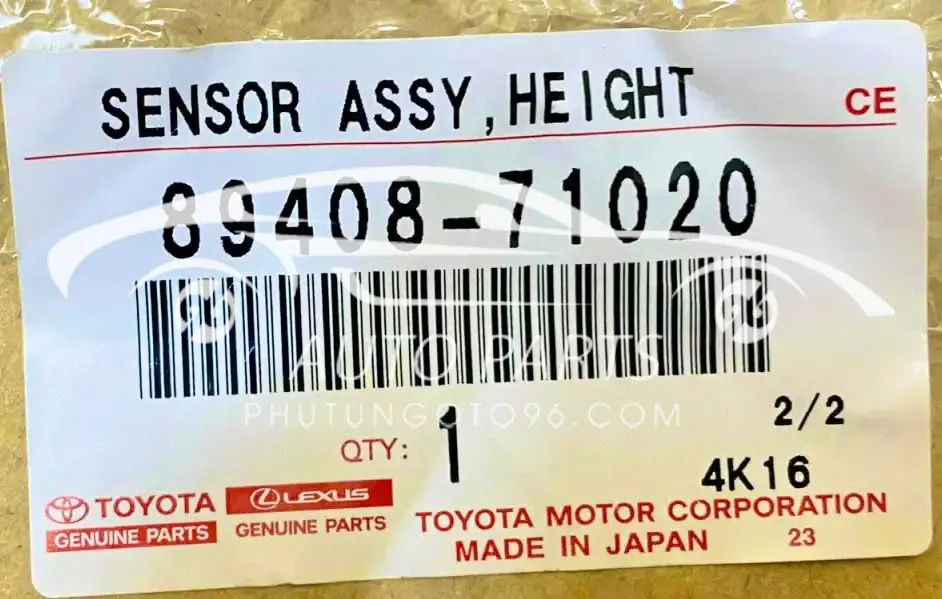 SENSOR ASSY,HEIGHT
CE
89408-71020
AUTO PARTS
PHUTUNGOTO96.COM
QTY: 1
2/2
4K16
TOYOTA
GENUINE PARTS
LEXUS
GENUINE PARTS
TOYOTA MOTOR CORPORATION
MADE IN JAPAN 23